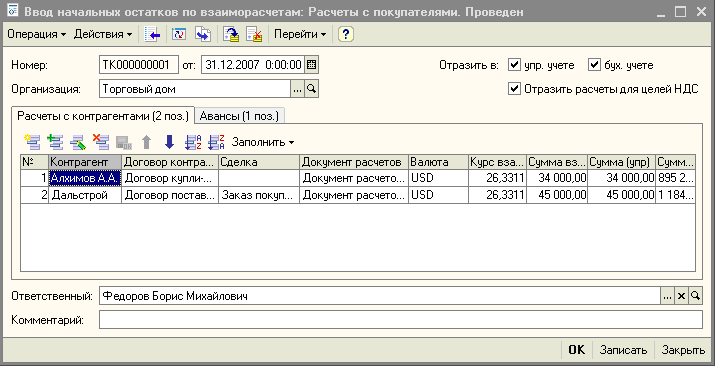 Ввод начальных остатков по взаиморасчетам: Расчеты с покупателями. Проведен
Операция Действия Перейти ?
Номер: ТК000000001 от: 31.12.2007 0:00:00 Отразить в: упр. учете бух. учете
Организация: Торговый дом ... Отразить расчеты для целей НДС
Расчеты с контрагентами (2 поз.) Авансы (1 поз.)
Заполнить
№ Контрагент Договор контра... Сделка Документ расчетов Валюта Курс вза... Сумма вз... Сумма (упр) Сумм...
1 Алхимов А.А. Договор купли-... Документ расчето... USD 26,3311 34 000,00 34 000,00 895 2...
2 Дальстрой Договор постав... Заказ покуп... Документ расчето... USD 26,3311 45 000,00 45 000,00 1 184...
Ответственный: Федоров Борис Михайлович ...
Комментарий:
OK Записать Закрыть